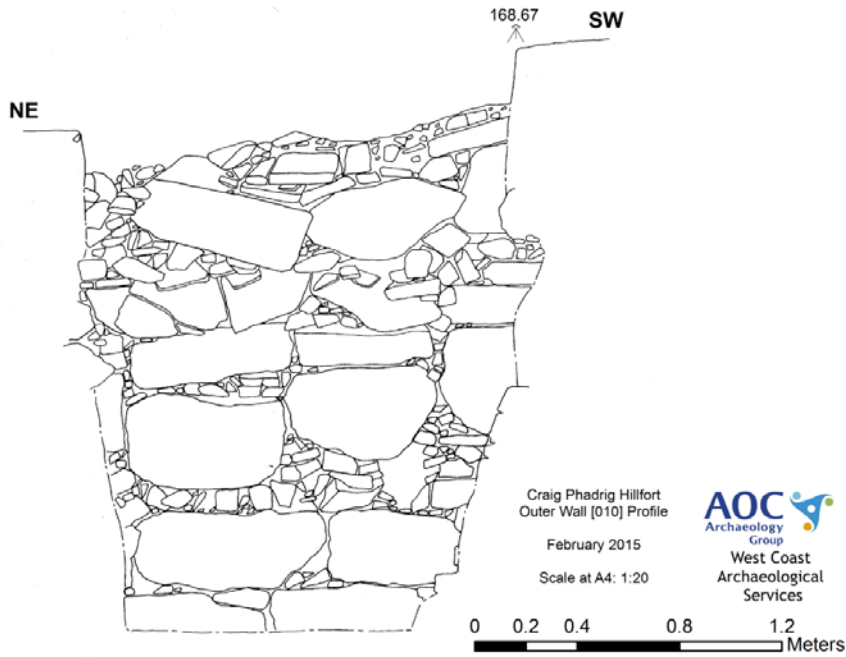 168.67
SW
NE
Craig Phadrig Hillfort
Outer Wall [010] Profile
February 2015
Scale at A4: 1:20
AOC
Archaeology
Group
West Coast
Archaeological
Services
0 0.2 0.4 0.8 1.2
Meters